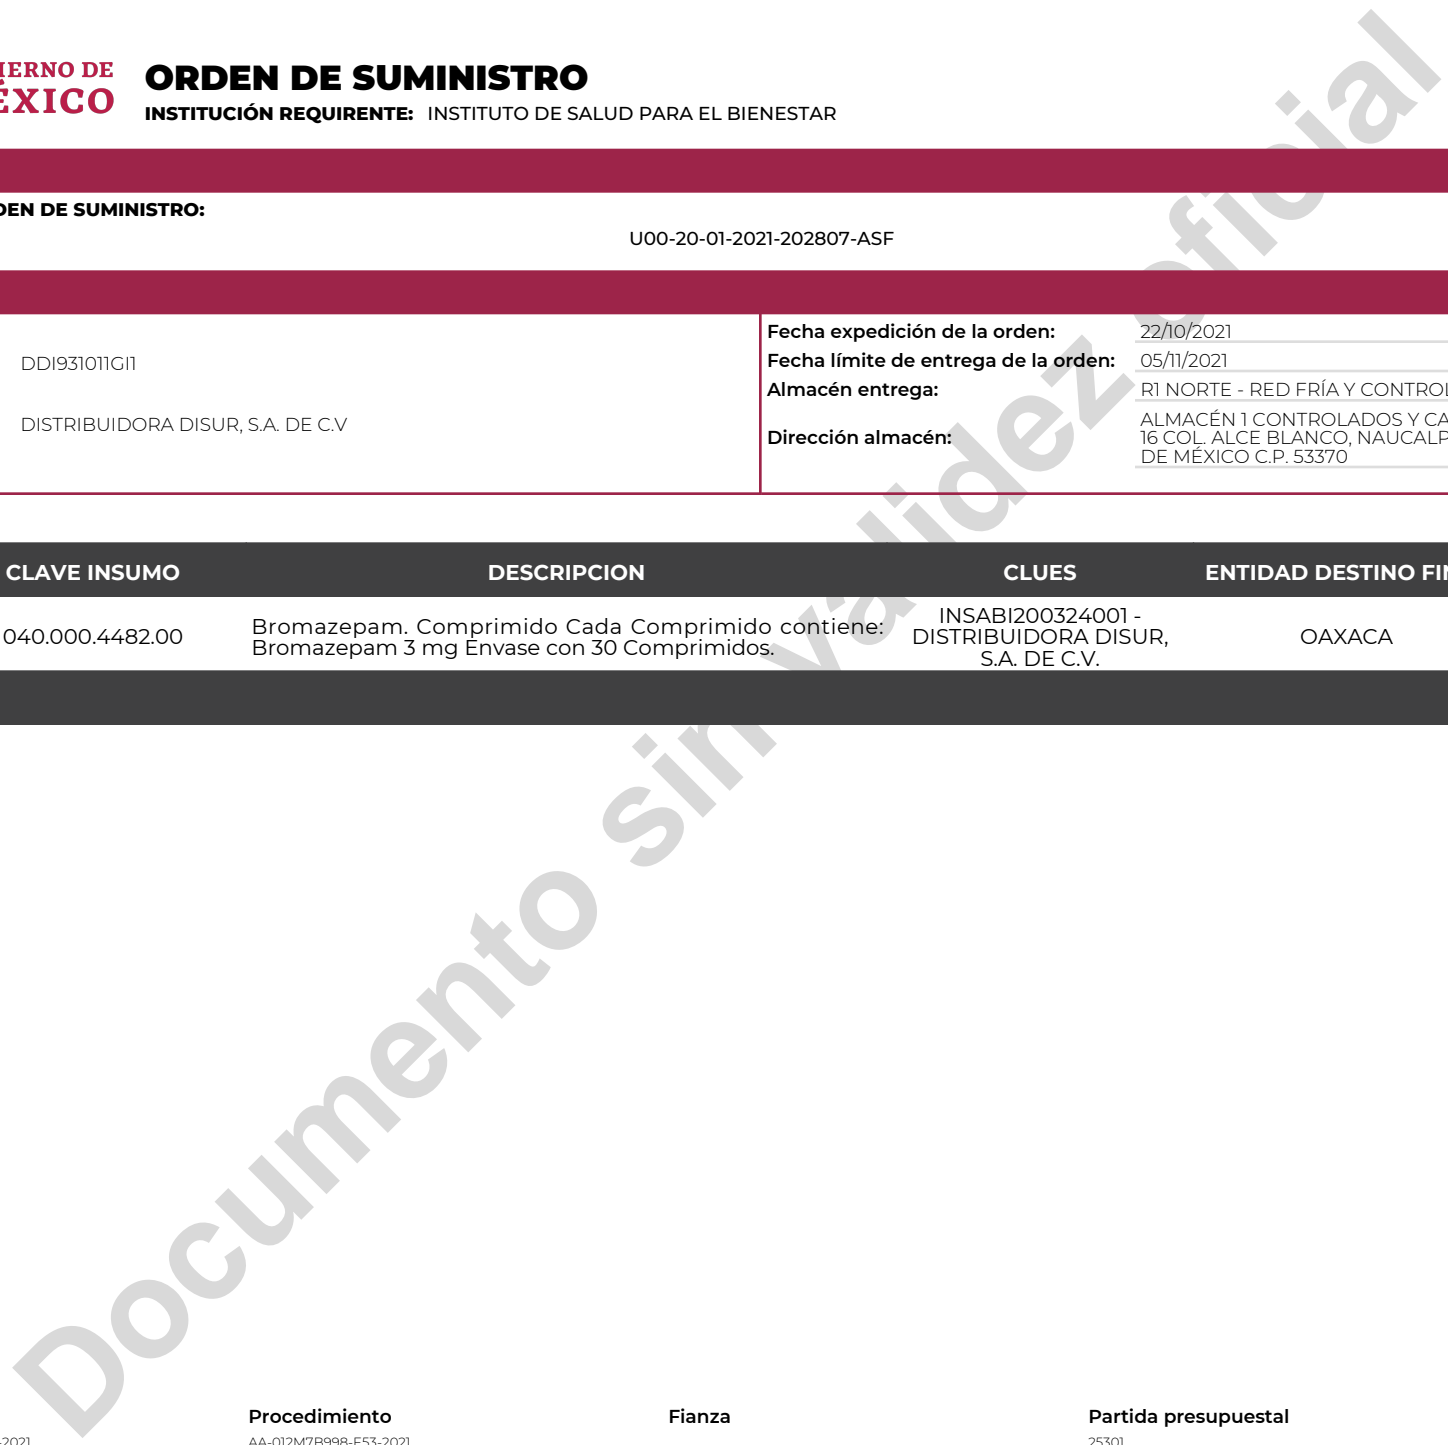 IERNO DE
ÉXICO
ORDEN DE SUMINISTRO
INSTITUCIÓN REQUIRENTE: INSTITUTO DE SALUD PARA EL BIENESTAR
DEN DE SUMINISTRO:
U00-20-01-2021-202807-ASF
DDI931011GI1
DISTRIBUIDORA DISUR, S.A. DE C.V
Fecha expedición de la orden: 22/10/2021
Fecha límite de entrega de la orden: 05/11/2021
Almacén entrega: R1 NORTE - RED FRÍA Y CONTROL
Dirección almacén: ALMACÉN 1 CONTROLADOS Y CA
16 COL. ALCE BLANCO, NAUCALP
DE MÉXICO C.P. 53370
CLAVE INSUMO DESCRIPCION CLUES ENTIDAD DESTINO FIN
040.000.4482.00
Bromazepam. Comprimido Cada Comprimido contiene:
Bromazepam 3 mg Envase con 30 Comprimidos.
INSABI200324001 -
DISTRIBUIDORA DISUR,
S.A. DE C.V.
OAXACA
Documento sin validez oficial
Procedimiento Fianza Partida presupuestal
-2021 AA-012M7B998-E53-2021 25301